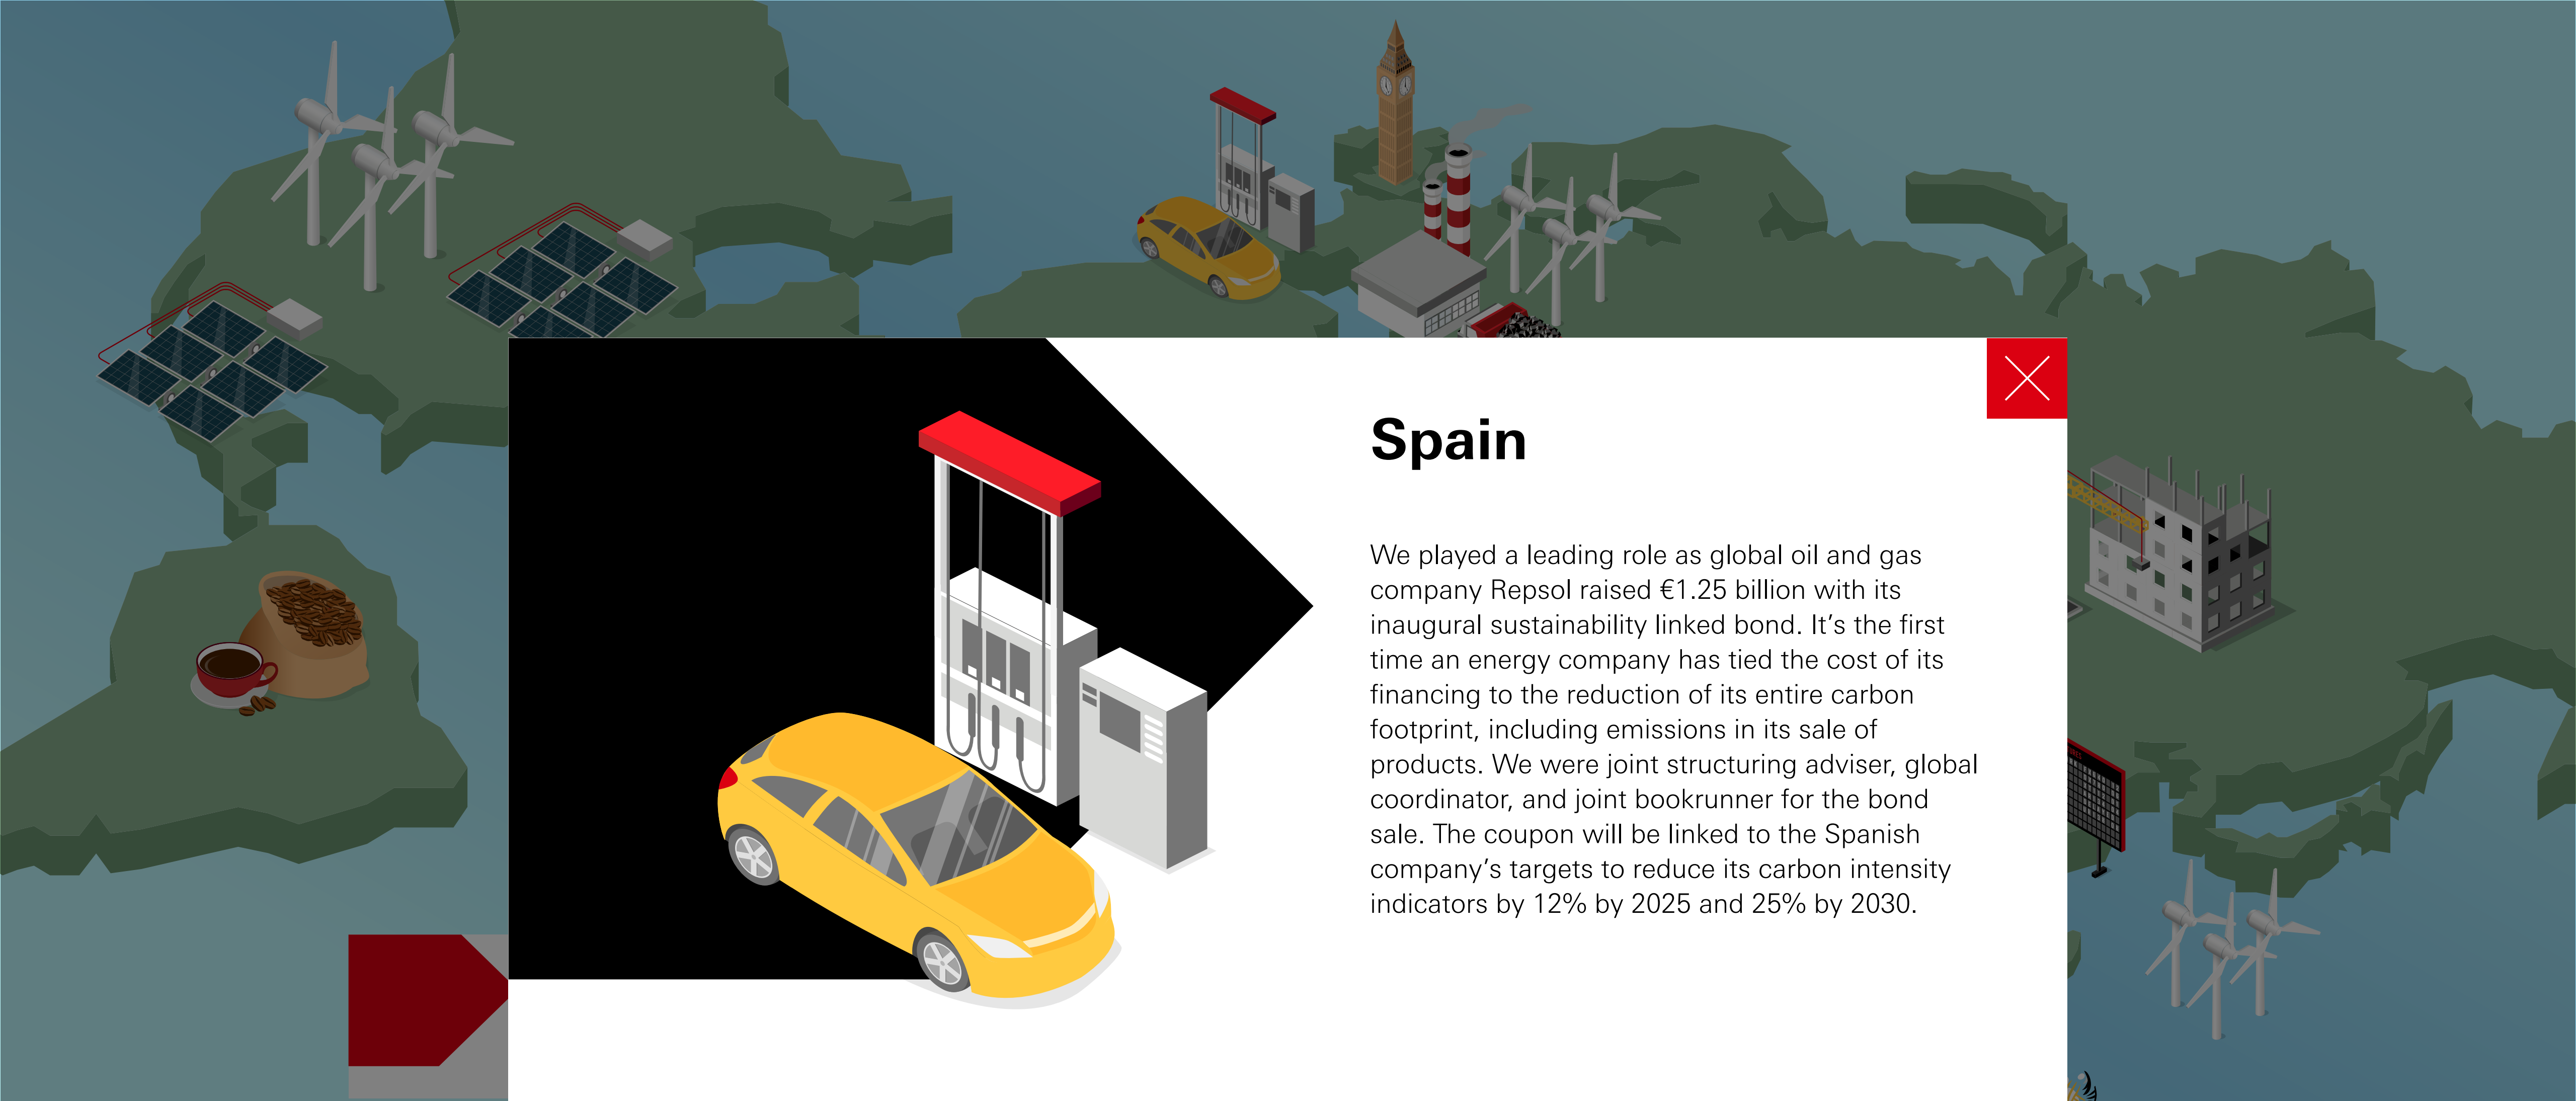 Spain
We played a leading role as global oil and gas
company Repsol raised €1.25 billion with its
inaugural sustainability linked bond. It’s the first
time an energy company has tied the cost of its
financing to the reduction of its entire carbon
footprint, including emissions in its sale of
products. We were joint structuring adviser, global
coordinator, and joint bookrunner for the bond
sale. The coupon will be linked to the Spanish
company’s targets to reduce its carbon intensity
indicators by 12% by 2025 and 25% by 2030.